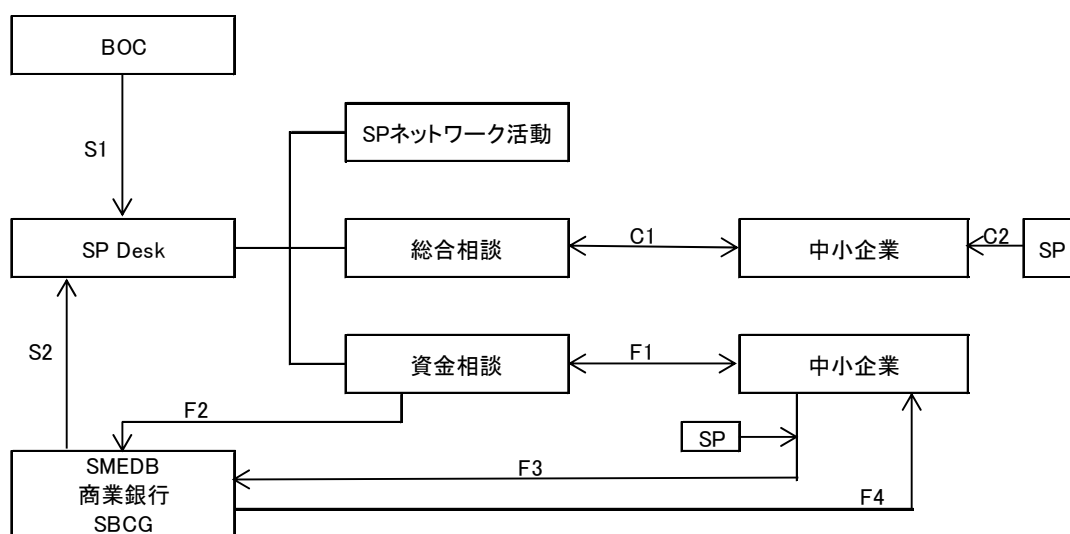 BOC
S1
SPネットワーク活動
SP Desk
総合相談
C1
中小企業
C2
SP
S2
資金相談
F1
中小企業
F2
SP
SMEDB
商業銀行
SBCG
F3
F4